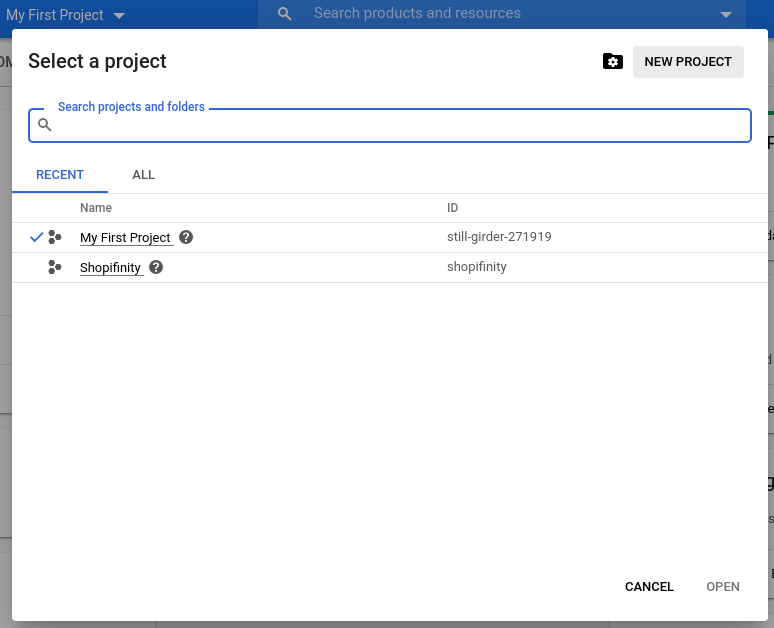 My First Project
Search products and resources
Select a project
NEW PROJECT
Search projects and folders
RECENT
ALL
Name
ID
My First Project
still-girder-271919
Shopifinity
shopifinity
CANCEL
OPEN